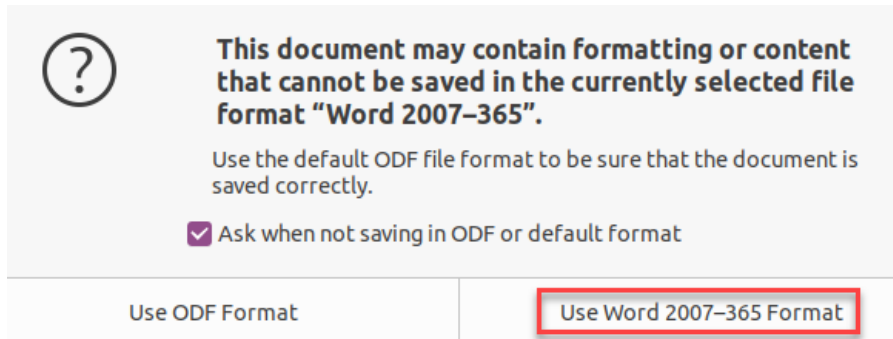 This document may contain formatting or content
that cannot be saved in the currently selected file
format “Word 2007–365”.
Use the default ODF file format to be sure that the document is
saved correctly.
Ask when not saving in ODF or default format
Use ODF Format
Use Word 2007–365 Format